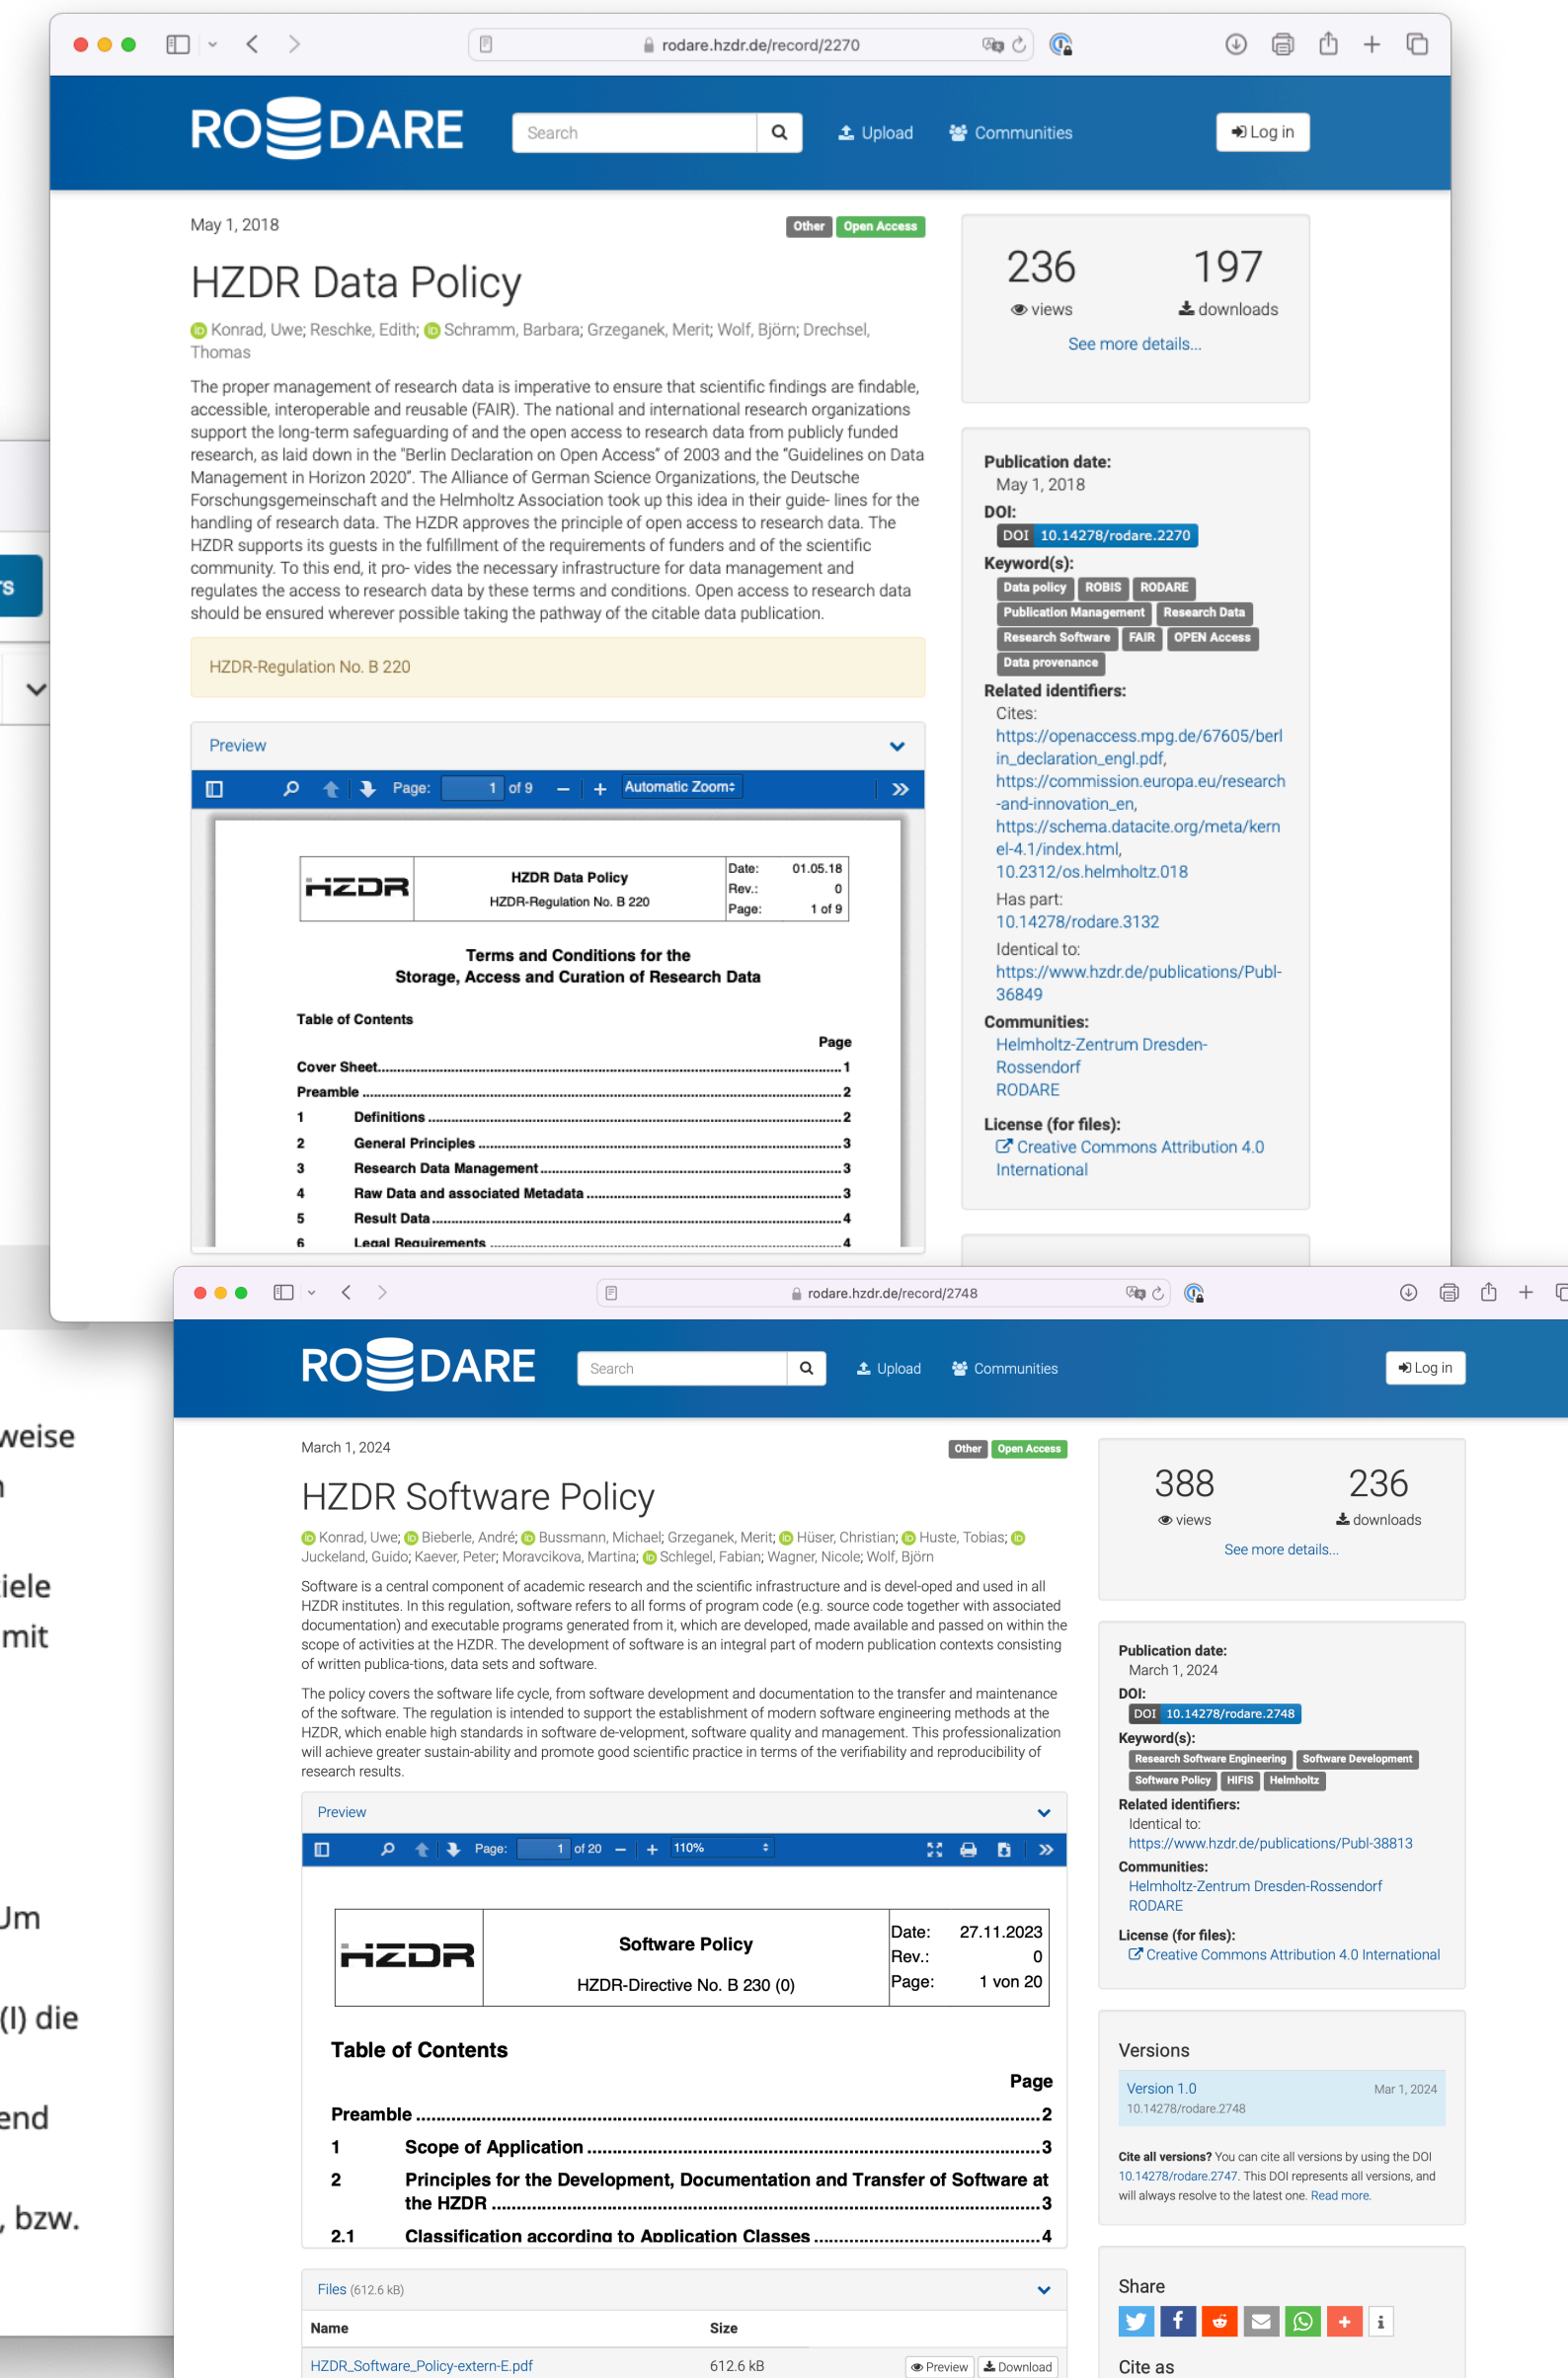 rodare.hzdr.de/record/2270
RODARE
Search
Upload
Communities
Log in
May 1, 2018
Other
Open Access
HZDR Data Policy
Konrad, Uwe; Reschke, Edith; Schramm, Barbara; Grzeganek, Merit; Wolf, Björn; Drechsel,
Thomas
The proper management of research data is imperative to ensure that scientific findings are findable,
accessible, interoperable and reusable (FAIR). The national and international research organizations
support the long-term safeguarding of and the open access to research data from publicly funded
research, as laid down in the "Berlin Declaration on Open Access" of 2003 and the "Guidelines on Data
Management in Horizon 2020". The Alliance of German Science Organizations, the Deutsche
Forschungsgemeinschaft and the Helmholtz Association took up this idea in their guide- lines for the
handling of research data. The HZDR approves the principle of open access to research data. The
HZDR supports its guests in the fulfillment of the requirements of funders and of the scientific
community. To this end, it pro- vides the necessary infrastructure for data management and
regulates the access to research data by these terms and conditions. Open access to research data
should be ensured wherever possible taking the pathway of the citable data publication.
HZDR-Regulation No. B 220
Preview
Page: 1 of 9
Automatic Zoom
HZDR
HZDR Data Policy
HZDR-Regulation No. B 220
Date: 01.05.18
Rev.: 0
Page: 1 of 9
Terms and Conditions for the
Storage, Access and Curation of Research Data
Table of Contents
Page
Cover Sheet 1
Preamble 2
1 Definitions 2
2 General Principles 3
3 Research Data Management 3
4 Raw Data and associated Metadata 3
5 Result Data 4
6 Legal Requirements 4
236
views
197
downloads
See more details...
Publication date:
May 1, 2018
DOI:
DOI 10.14278/rodare.2270
Keyword(s):
Data policy
ROBIS
RODARE
Publication Management
Research Data
Research Software
FAIR
OPEN Access
Data provenance
Related identifiers:
Cites:
https://openaccess.mpg.de/67605/berl
in_declaration_engl.pdf,
https://commission.europa.eu/research
-and-innovation_en,
https://schema.datacite.org/meta/kern
el-4.1/index.html,
10.2312/os.helmholtz.018
Has part:
10.14278/rodare.3132
Identical to:
https://www.hzdr.de/publications/Publ-
36849
Communities:
Helmholtz-Zentrum Dresden-
Rossendorf
RODARE
License (for files):
Creative Commons Attribution 4.0
International
rs
weise
n
iele
mit
Um
(I) die
end
, bzw.
rodare.hzdr.de/record/2748
RODARE
Search
Upload
Communities
Log in
March 1, 2024
Other
Open Access
HZDR Software Policy
Konrad, Uwe; Bieberle, André; Bussmann, Michael; Grzeganek, Merit; Hüser, Christian; Huste, Tobias;
Juckeland, Guido; Kaever, Peter; Moravcikova, Martina; Schlegel, Fabian; Wagner, Nicole; Wolf, Björn
Software is a central component of academic research and the scientific infrastructure and is devel-oped and used in all
HZDR institutes. In this regulation, software refers to all forms of program code (e.g. source code together with associated
documentation) and executable programs generated from it, which are developed, made available and passed on within the
scope of activities at the HZDR. The development of software is an integral part of modern publication contexts consisting
of written publica-tions, data sets and software.
The policy covers the software life cycle, from software development and documentation to the transfer and maintenance
of the software. The regulation is intended to support the establishment of modern software engineering methods at the
HZDR, which enable high standards in software de-velopment, software quality and management. This professionalization
will achieve greater sustain-ability and promote good scientific practice in terms of the verifiability and reproducibility of
research results.
Preview
Page: 1 of 20
110%
HZDR
Software Policy
HZDR-Directive No. B 230 (0)
Date: 27.11.2023
Rev.: 0
Page: 1 von 20
Table of Contents
Page
Preamble 2
1 Scope of Application 3
2 Principles for the Development, Documentation and Transfer of Software at
the HZDR 3
2.1 Classification according to Application Classes 4
Files (612.6 kB)
Name
Size
HZDR_Software_Policy-extern-E.pdf
612.6 kB
Preview
Download
388
views
236
downloads
See more details...
Publication date:
March 1, 2024
DOI:
DOI 10.14278/rodare.2748
Keyword(s):
Research Software Engineering
Software Development
Software Policy
HIFIS
Helmholtz
Related identifiers:
Identical to:
https://www.hzdr.de/publications/Publ-38813
Communities:
Helmholtz-Zentrum Dresden-Rossendorf
RODARE
License (for files):
Creative Commons Attribution 4.0 International
Versions
Version 1.0
Mar 1, 2024
10.14278/rodare.2748
Cite all versions? You can cite all versions by using the DOI
10.14278/rodare.2747. This DOI represents all versions, and
will always resolve to the latest one. Read more.
Share
Cite as